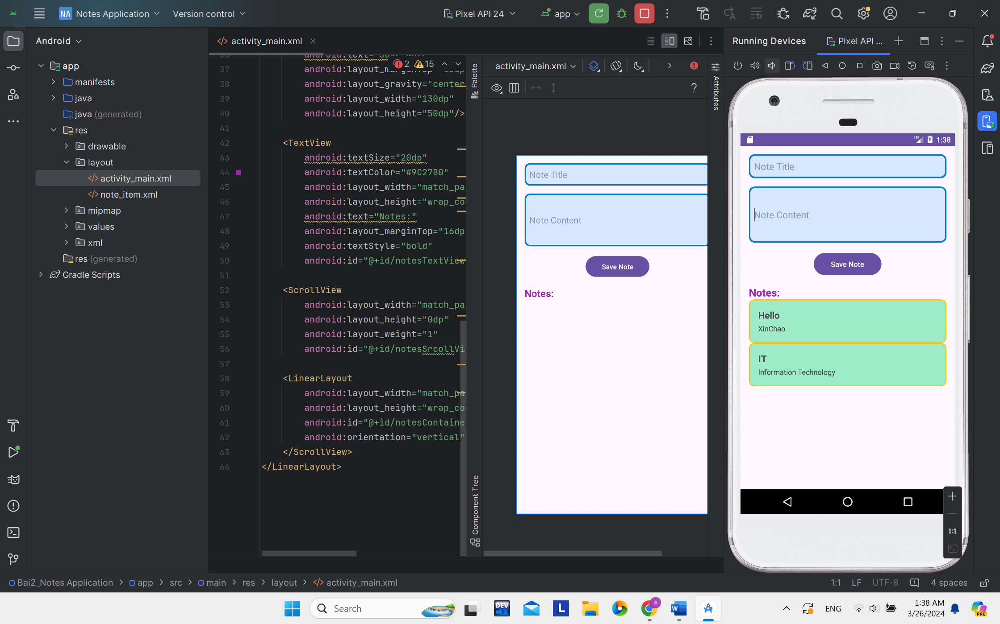 NA Notes Application
Version control
Pixel API 24
app
Android
activity_main.xml
Running Devices
Pixel API ...
app
manifests
java
java (generated)
res
drawable
layout
activity_main.xml
note_item.xml
mipmap
values
xml
res (generated)
Gradle Scripts
2 15
37
38 android:layout_gravity="center
39 android:layout_width="130dp"
40 android:layout_height="50dp"/>
41
42 <TextView
43 android:textSize="20dp"
44 android:textColor="#9C27B0"
45 android:layout_width="match_pa
46 android:layout_height="wrap_co
47 android:text="Notes:"
48 android:layout_marginTop="16dp
49 android:textStyle="bold"
50 android:id="@+id/notesTextView
51
52 <ScrollView
53 android:layout_width="match_pa
54 android:layout_height="0dp"
55 android:layout_weight="1"
56 android:id="@+id/notesSrcollVi
57
58 <LinearLayout
59 android:layout_width="match_pa
60 android:layout_height="wrap_co
61 android:id="@+id/notesContaine
62 android:orientation="vertical"
63 </ScrollView>
64 </LinearLayout>
Palette
Component Tree
activity_main.xml
?
Attributes
Note Title
Note Content
Save Note
Notes:
LTE 1:38
Note Title
Note Content
Save Note
Notes:
Hello
XinChao
IT
Information Technology
1:1
Bai2_Notes Application > app > src > main > res > layout > activity_main.xml
1:1 LF UTF-8 4 spaces
Search
DEV
C++
L
W
S
ENG
1:38 AM
3/26/2024
PRE